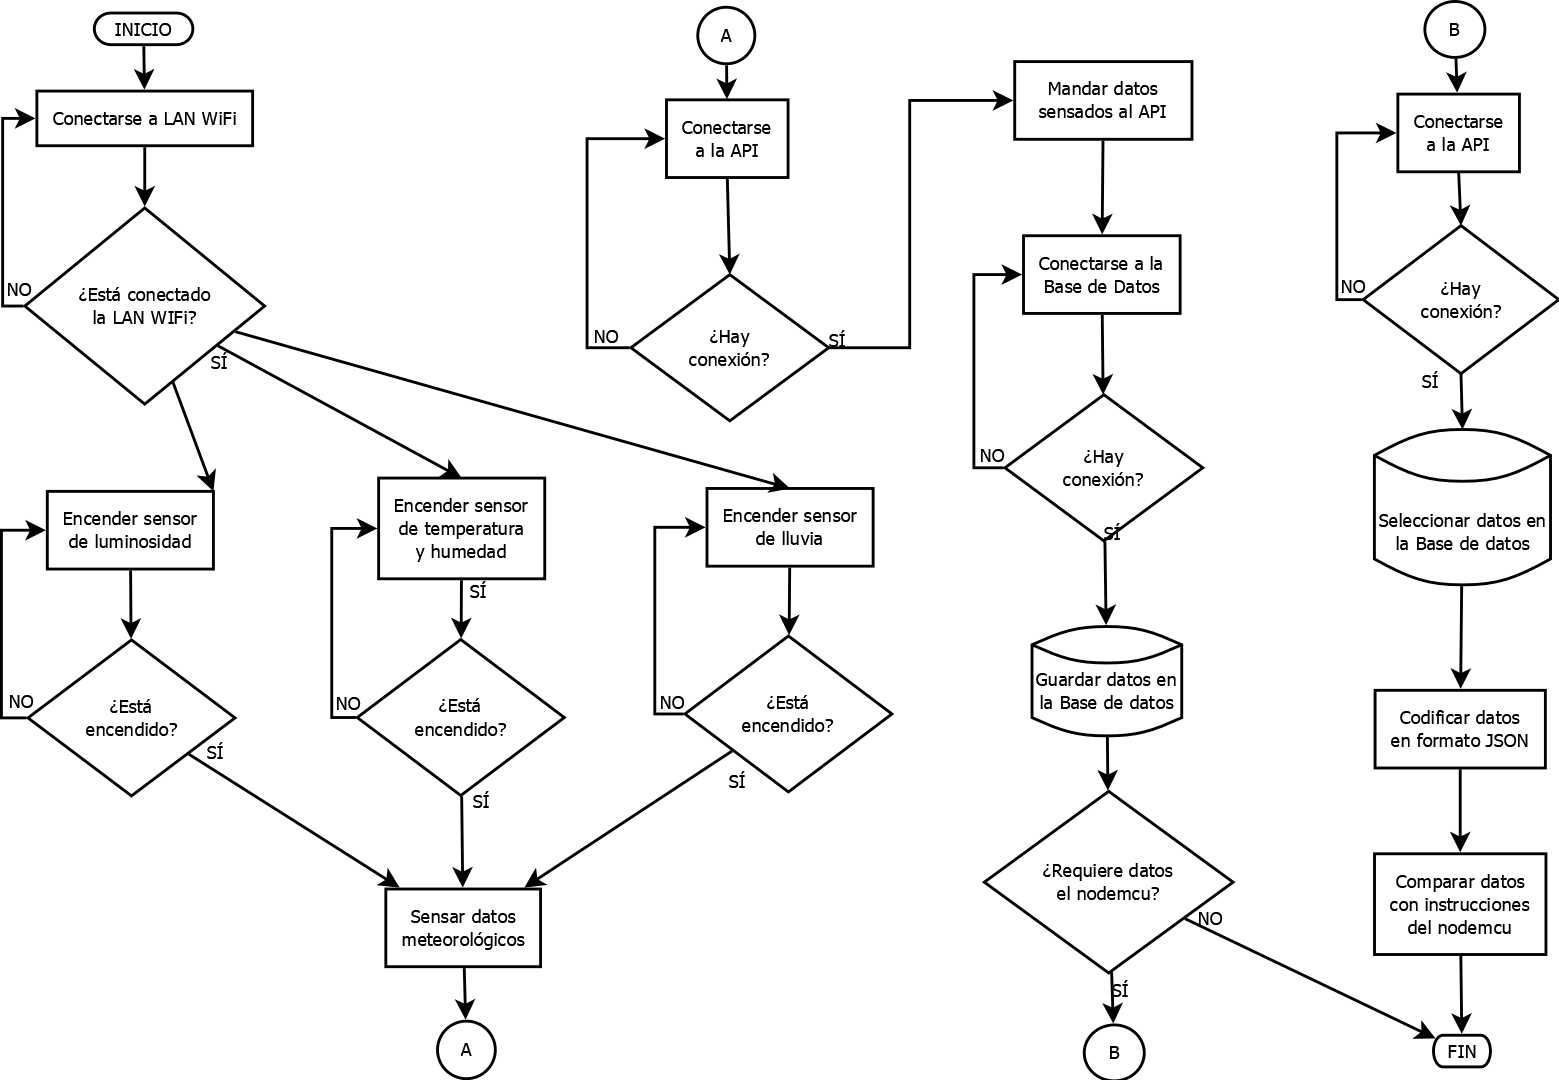 INICIO
Conectarse a LAN WiFi
NO
¿Está conectado
la LAN WIFi?
SÍ
Encender sensor
de luminosidad
Encender sensor
de temperatura
y humedad
SÍ
Encender sensor
de lluvia
NO
¿Está
encendido?
SÍ
NO
¿Está
encendido?
SÍ
NO
¿Está
encendido?
SÍ
Sensar datos
meteorológicos
A
A
Conectarse
a la API
NO
¿Hay
conexión?
SÍ
Mandar datos
sensados al API
Conectarse a la
Base de Datos
NO
¿Hay
conexión?
SÍ
Guardar datos en
la Base de datos
¿Requiere datos
el nodemcu?
NO
SÍ
B
B
Conectarse
a la API
NO
¿Hay
conexión?
SÍ
Seleccionar datos en
la Base de datos
Codificar datos
en formato JSON
Comparar datos
con instrucciones
del nodemcu
FIN